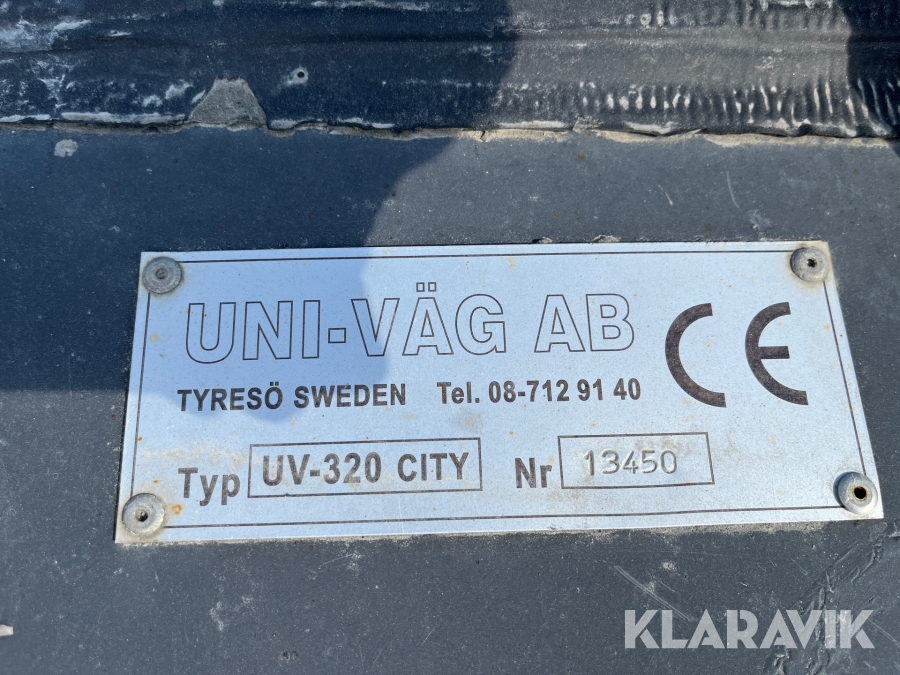 UNI-VÄG AB CE
TYRESÖ SWEDEN Tel. 08-712 91 40
Typ UV-320 CITY Nr 13450
KLARAVIK